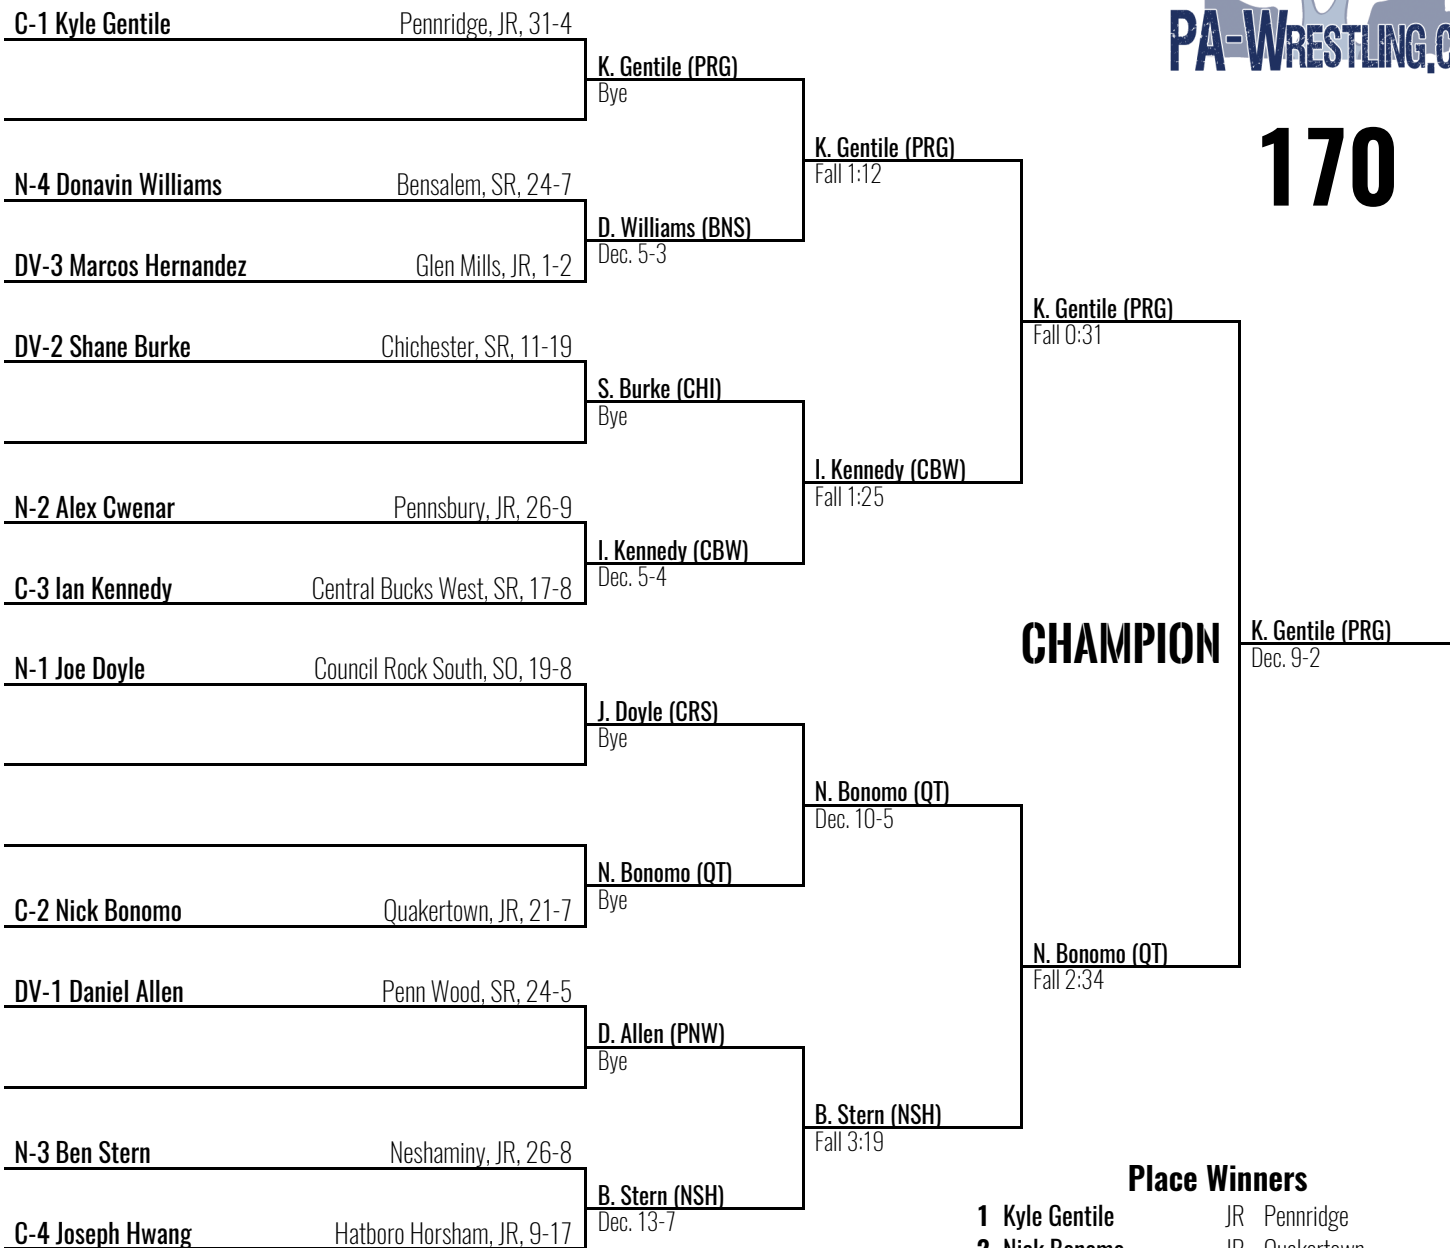 PA-WRESTLING.C
170
C-1 Kyle Gentile Pennridge, JR, 31-4
K. Gentile (PRG)
Bye
K. Gentile (PRG)
Fall 1:12
N-4 Donavin Williams Bensalem, SR, 24-7
D. Williams (BNS)
Dec. 5-3
DV-3 Marcos Hernandez Glen Mills, JR, 1-2
K. Gentile (PRG)
Fall 0:31
DV-2 Shane Burke Chichester, SR, 11-19
S. Burke (CHI)
Bye
I. Kennedy (CBW)
Fall 1:25
N-2 Alex Cwenar Pennsbury, JR, 26-9
I. Kennedy (CBW)
Dec. 5-4
C-3 Ian Kennedy Central Bucks West, SR, 17-8
CHAMPION
K. Gentile (PRG)
Dec. 9-2
N-1 Joe Doyle Council Rock South, SO, 19-8
J. Doyle (CRS)
Bye
N. Bonomo (QT)
Dec. 10-5
N. Bonomo (QT)
Bye
C-2 Nick Bonomo Quakertown, JR, 21-7
N. Bonomo (QT)
Fall 2:34
DV-1 Daniel Allen Penn Wood, SR, 24-5
D. Allen (PNW)
Bye
B. Stern (NSH)
Fall 3:19
N-3 Ben Stern Neshaminy, JR, 26-8
B. Stern (NSH)
Dec. 13-7
C-4 Joseph Hwang Hatboro Horsham, JR, 9-17
Place Winners
1 Kyle Gentile JR Pennridge
2 Nick Bonomo JR Quakertown